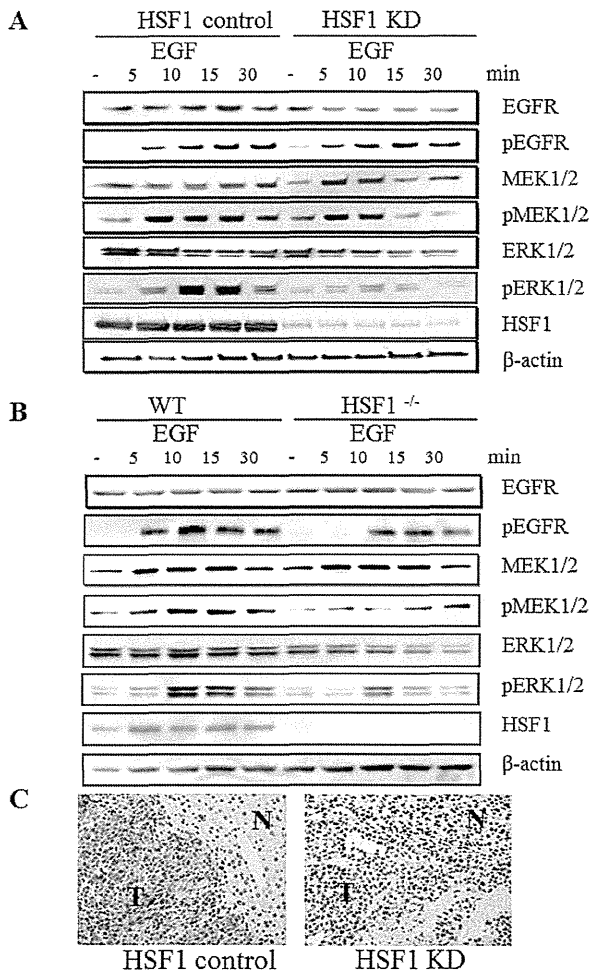 A
HSF1 control HSF1 KD
EGF EGF
- 5 10 15 30 - 5 10 15 30 min
EGFR
pEGFR
MEK1/2
pMEK1/2
ERK1/2
pERK1/2
HSF1
β-actin
B
WT HSF1 -/-
EGF EGF
- 5 10 15 30 - 5 10 15 30 min
EGFR
pEGFR
MEK1/2
pMEK1/2
ERK1/2
pERK1/2
HSF1
β-actin
C
N N
T T
HSF1 control HSF1 KD